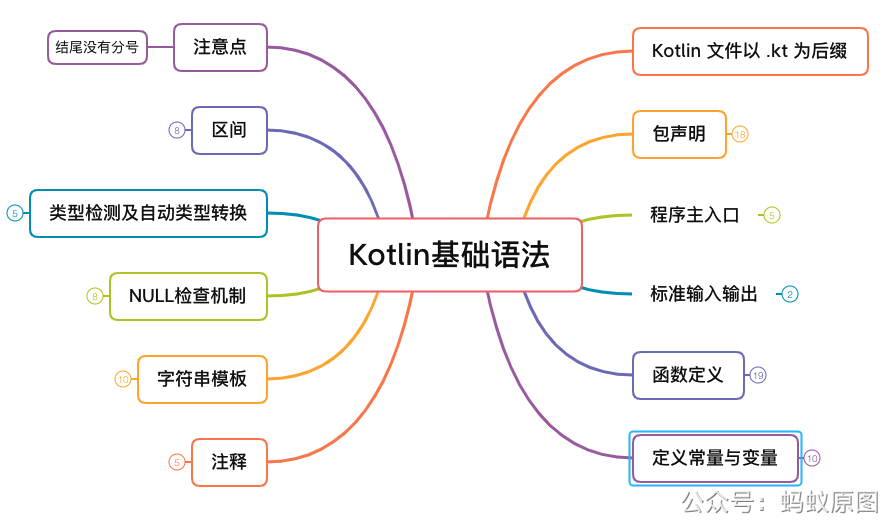 Kotlin基础语法
Kotlin 文件以 .kt 为后缀
包声明
18
程序主入口
5
标准输入输出
2
函数定义
19
定义常量与变量
10
注意点
结尾没有分号
区间
8
类型检测及自动类型转换
5
NULL检查机制
8
字符串模板
10
注释
5
公众号：蚂蚁原图